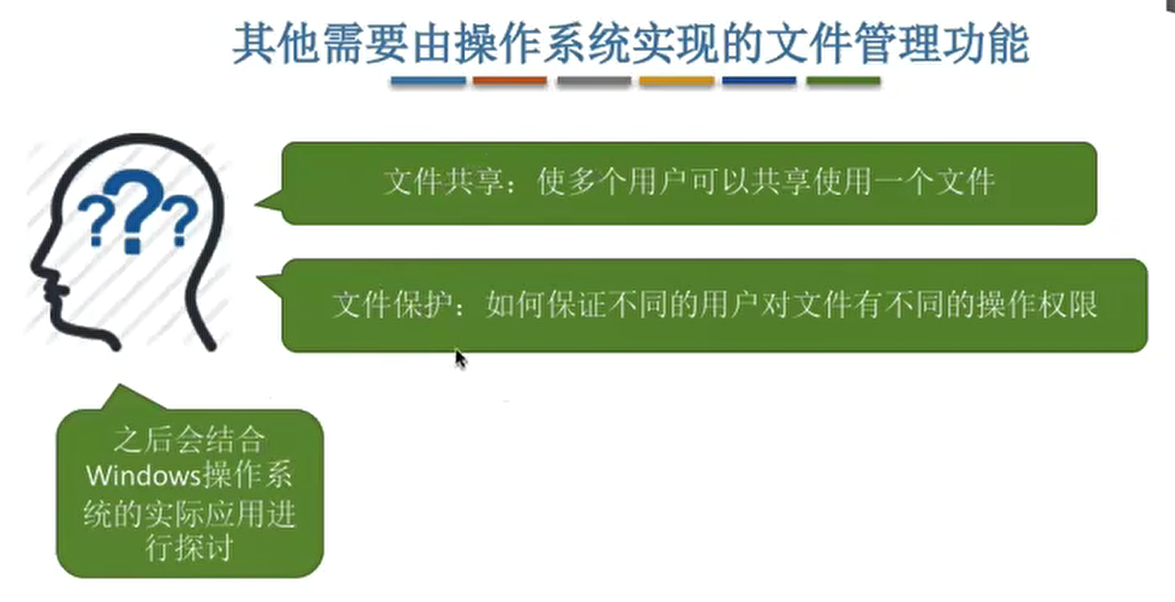 其他需要由操作系统实现的文件管理功能
???
文件共享：使多个用户可以共享使用一个文件
文件保护：如何保证不同的用户对文件有不同的操作权限
之后会结合
Windows操作系
统的实际应用进
行探讨